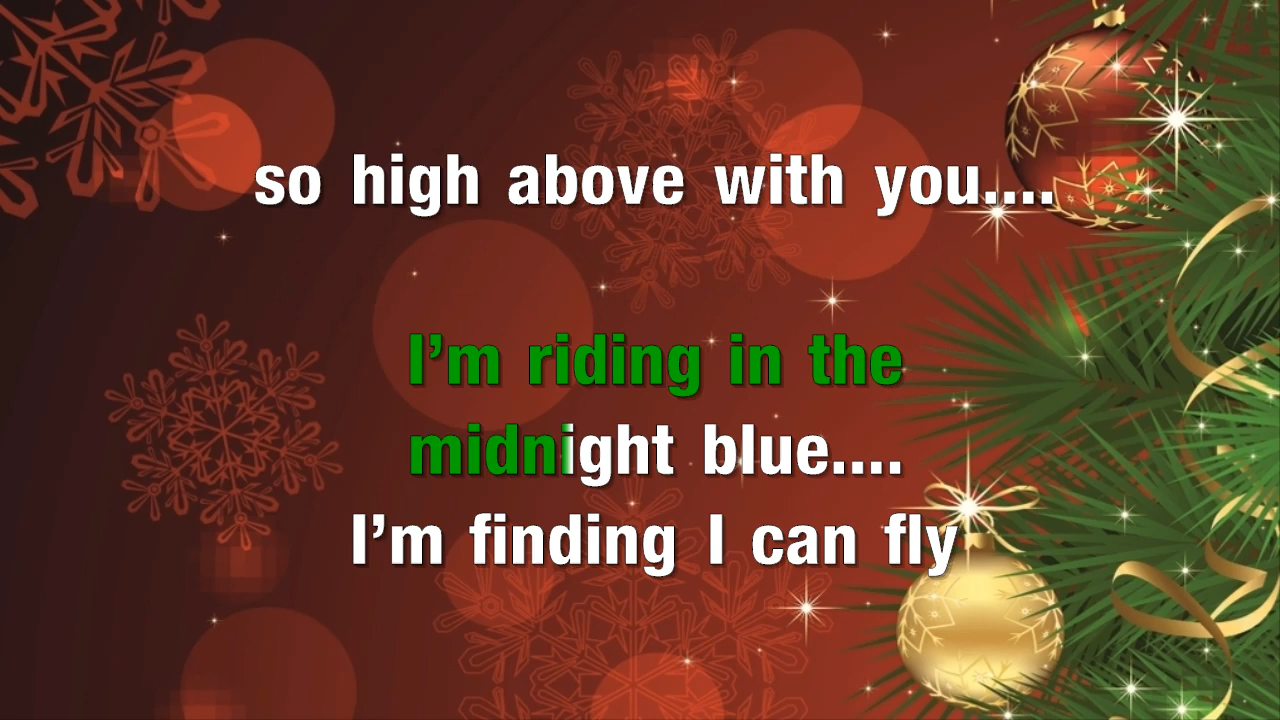 so high above with you....
I’m riding in the
midnight blue....
I’m finding I can fly